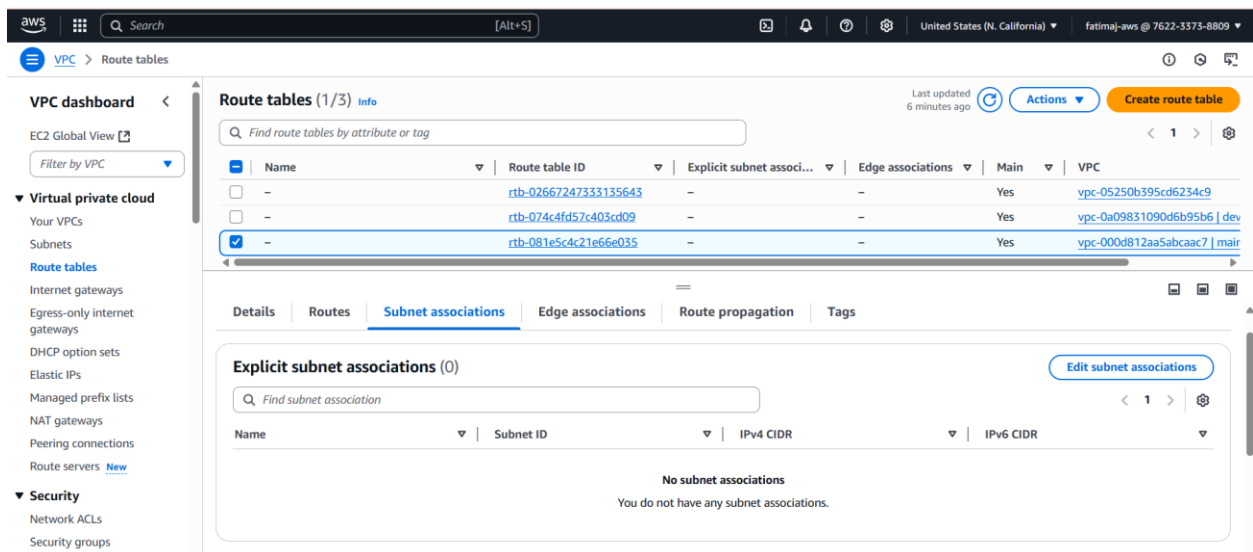 aws Search [Alt+S] United States (N. California) fatimaj-aws @ 7622-3373-8809
VPC > Route tables
VPC dashboard
EC2 Global View
Filter by VPC
Virtual private cloud
Your VPCs
Subnets
Route tables
Internet gateways
Egress-only internet
gateways
DHCP option sets
Elastic IPs
Managed prefix lists
NAT gateways
Peering connections
Route servers New
Security
Network ACLs
Security groups
Route tables (1/3) Info
Last updated
6 minutes ago
Actions
Create route table
Find route tables by attribute or tag
1
Name Route table ID Explicit subnet associ... Edge associations Main VPC
– rtb-02667247333135643 – – Yes vpc-05250b395cd6234c9
– rtb-074c4fd57c403cd09 – – Yes vpc-0a09831090d6b95b6 | dev
– rtb-081e5c4c21e66e035 – – Yes vpc-000d812aa5abcaac7 | main
Details Routes Subnet associations Edge associations Route propagation Tags
Explicit subnet associations (0)
Edit subnet associations
Find subnet association
1
Name Subnet ID IPv4 CIDR IPv6 CIDR
No subnet associations
You do not have any subnet associations.